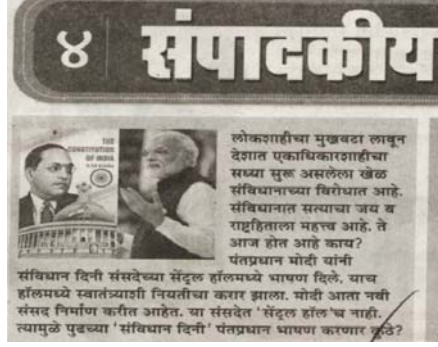 ४
संपादकीय
THE
CONSTITUTION
OF INDIA
लोकशाहीचा मुखवटा लावून
देशात एकाधिकारशाहीचा
सध्या सुरू असलेला खेळ
संविधानाच्या विरोधात आहे.
संविधानात सत्याचा जय व
राष्ट्रहिताला महत्त्व आहे. ते
आज होत आहे काय?
पंतप्रधान मोदी यांनी
संविधान दिनी संसदेच्या सेंट्रल हॉलमध्ये भाषण दिले. याच
हॉलमध्ये स्वातंत्र्याशी नियतीचा करार झाला. मोदी आता नवी
संसद निर्माण करीत आहेत. या संसदेत 'सेंट्रल हॉल'च नाही.
त्यामुळे पुढच्या 'संविधान दिनी' पंतप्रधान भाषण करणार कुठे?